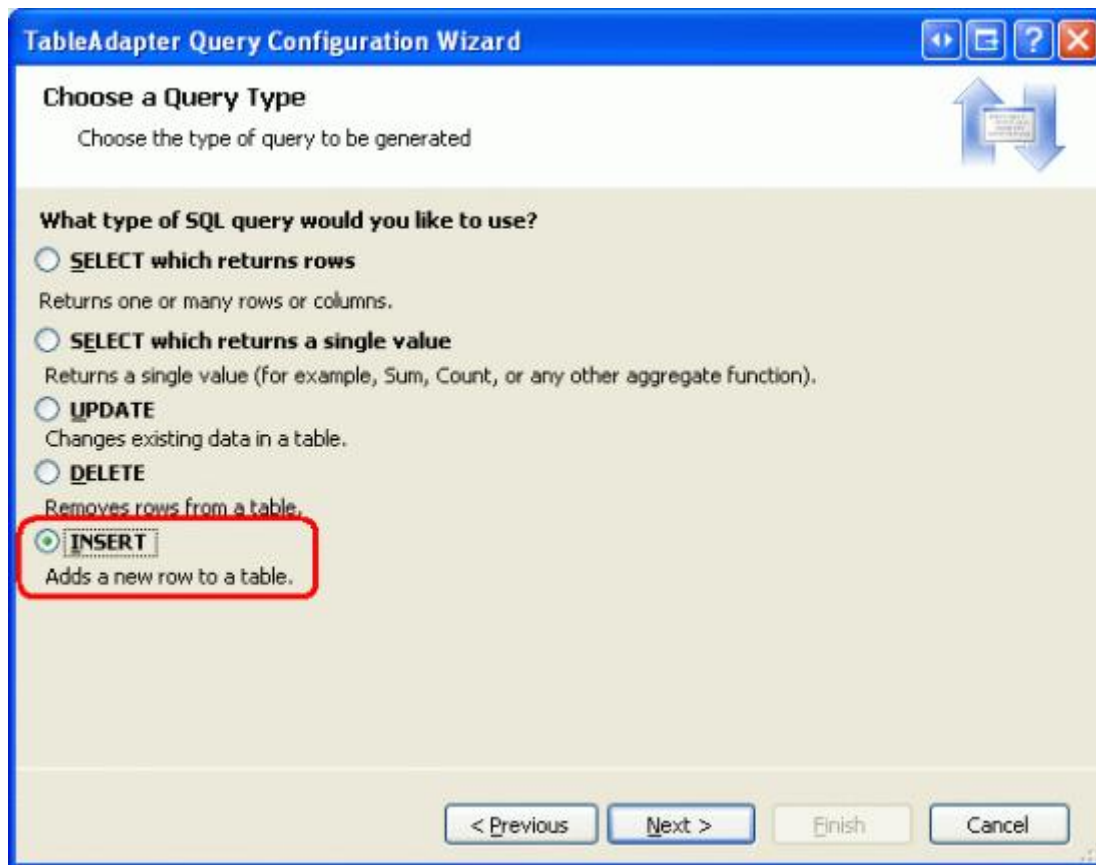 TableAdapter Query Configuration Wizard
Choose a Query Type
Choose the type of query to be generated
What type of SQL query would you like to use?
SELECT which returns rows
Returns one or many rows or columns.
SELECT which returns a single value
Returns a single value (for example, Sum, Count, or any other aggregate function).
UPDATE
Changes existing data in a table.
DELETE
Removes rows from a table.
INSERT
Adds a new row to a table.
< Previous Next > Finish Cancel